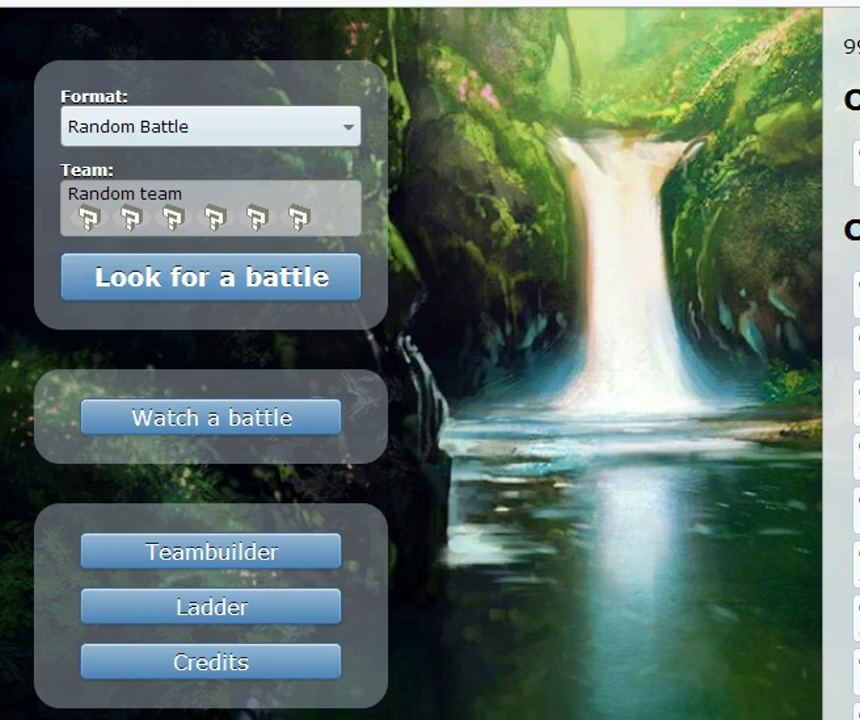 Format:
Random Battle
Team:
Random team
? ? ? ? ? ?
Look for a battle
Watch a battle
Teambuilder
Ladder
Credits